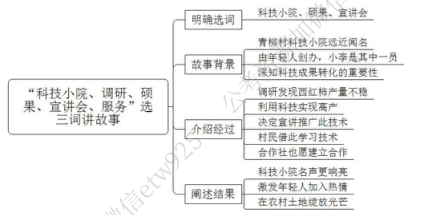 “科技小院、调研、硕
果、宣讲会、服务”选
三词讲故事
明确选词
科技小院、硕果、宣讲会
故事背景
青柳村科技小院远近闻名
由年轻人创办，小李是其中一员
深知科技成果转化的重要性
介绍经过
调研发现西红柿产量不稳
利用科技实现高产
决定宣讲推广此技术
村民借此学习技术
合作社也愿建立合作
阐述结果
科技小院名声更响亮
激发年轻人加入热情
在农村土地绽放光芒